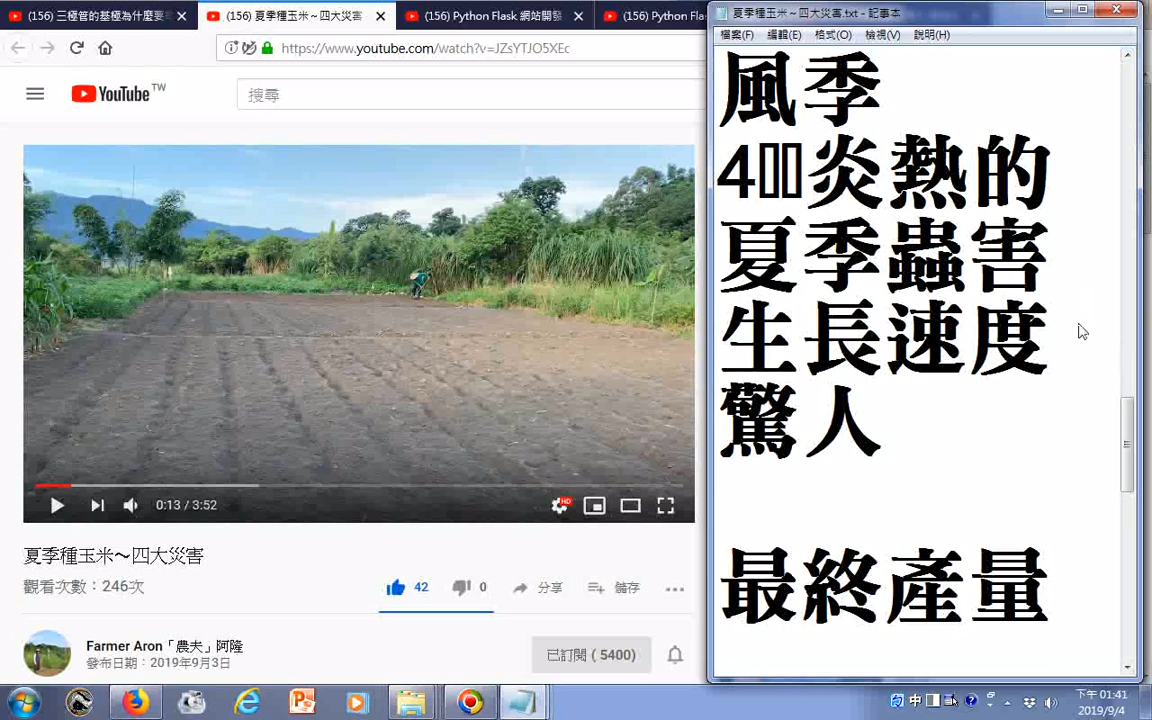 (156) 三極管的基極為什麼要
(156) 夏季種玉米～四大災害
(156) Python Flask 網站開發
(156) Python
夏季種玉米～四大災害.txt - 記事本
檔案(F) 編輯(E) 格式(O) 檢視(V) 說明(H)
https://www.youtube.com/watch?v=JZsYTJO5XEc
YouTube TW
搜尋
0:13 / 3:52
HD
夏季種玉米～四大災害
觀看次數：246次
42
0
分享
儲存
Farmer Aron「農夫」阿隆
發布日期：2019年9月3日
已訂閱 ( 5400)
風季
4炎熱的
夏季蟲害
生長速度
驚人
最終產量
中
下午 01:41
2019/9/4